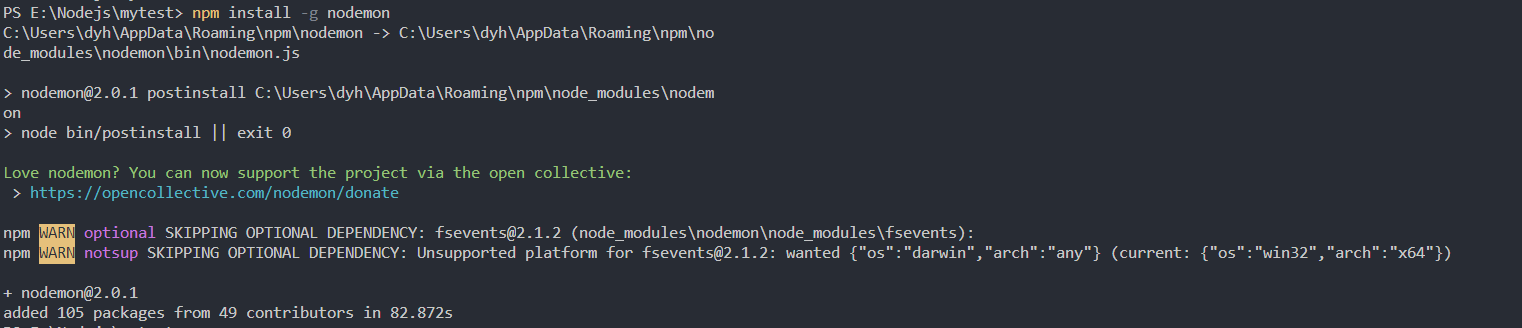 PS E:\Nodejs\mytest> npm install -g nodemon
C:\Users\dyh\AppData\Roaming\npm\nodemon -> C:\Users\dyh\AppData\Roaming\npm\no
de_modules\nodemon\bin\nodemon.js
> nodemon@2.0.1 postinstall C:\Users\dyh\AppData\Roaming\npm\node_modules\nodem
on
> node bin/postinstall || exit 0
Love nodemon? You can now support the project via the open collective:
> https://opencollective.com/nodemon/donate
npm WARN optional SKIPPING OPTIONAL DEPENDENCY: fsevents@2.1.2 (node_modules\nodemon\node_modules\fsevents):
npm WARN notsup SKIPPING OPTIONAL DEPENDENCY: Unsupported platform for fsevents@2.1.2: wanted {"os":"darwin","arch":"any"} (current: {"os":"win32","arch":"x64"})
+ nodemon@2.0.1
added 105 packages from 49 contributors in 82.872s